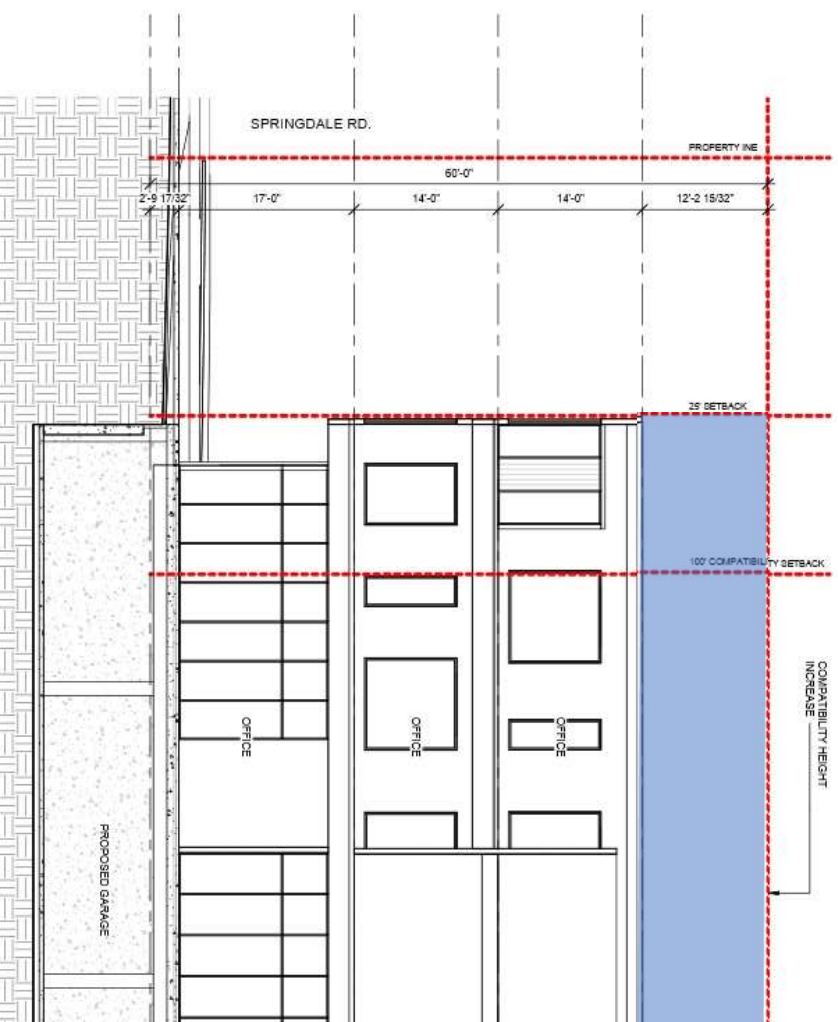 SPRINGDALE RD.
PROPERTY INE
60'-0"
2'-9 17/32"
17'-0"
14'-0"
14'-0"
12'-2 15/32"
25' SETBACK
100' COMPATIBILITY SETBACK
COMPATIBILITY HEIGHT
INCREASE
OFFICE
OFFICE
OFFICE
PROPOSED GARAGE